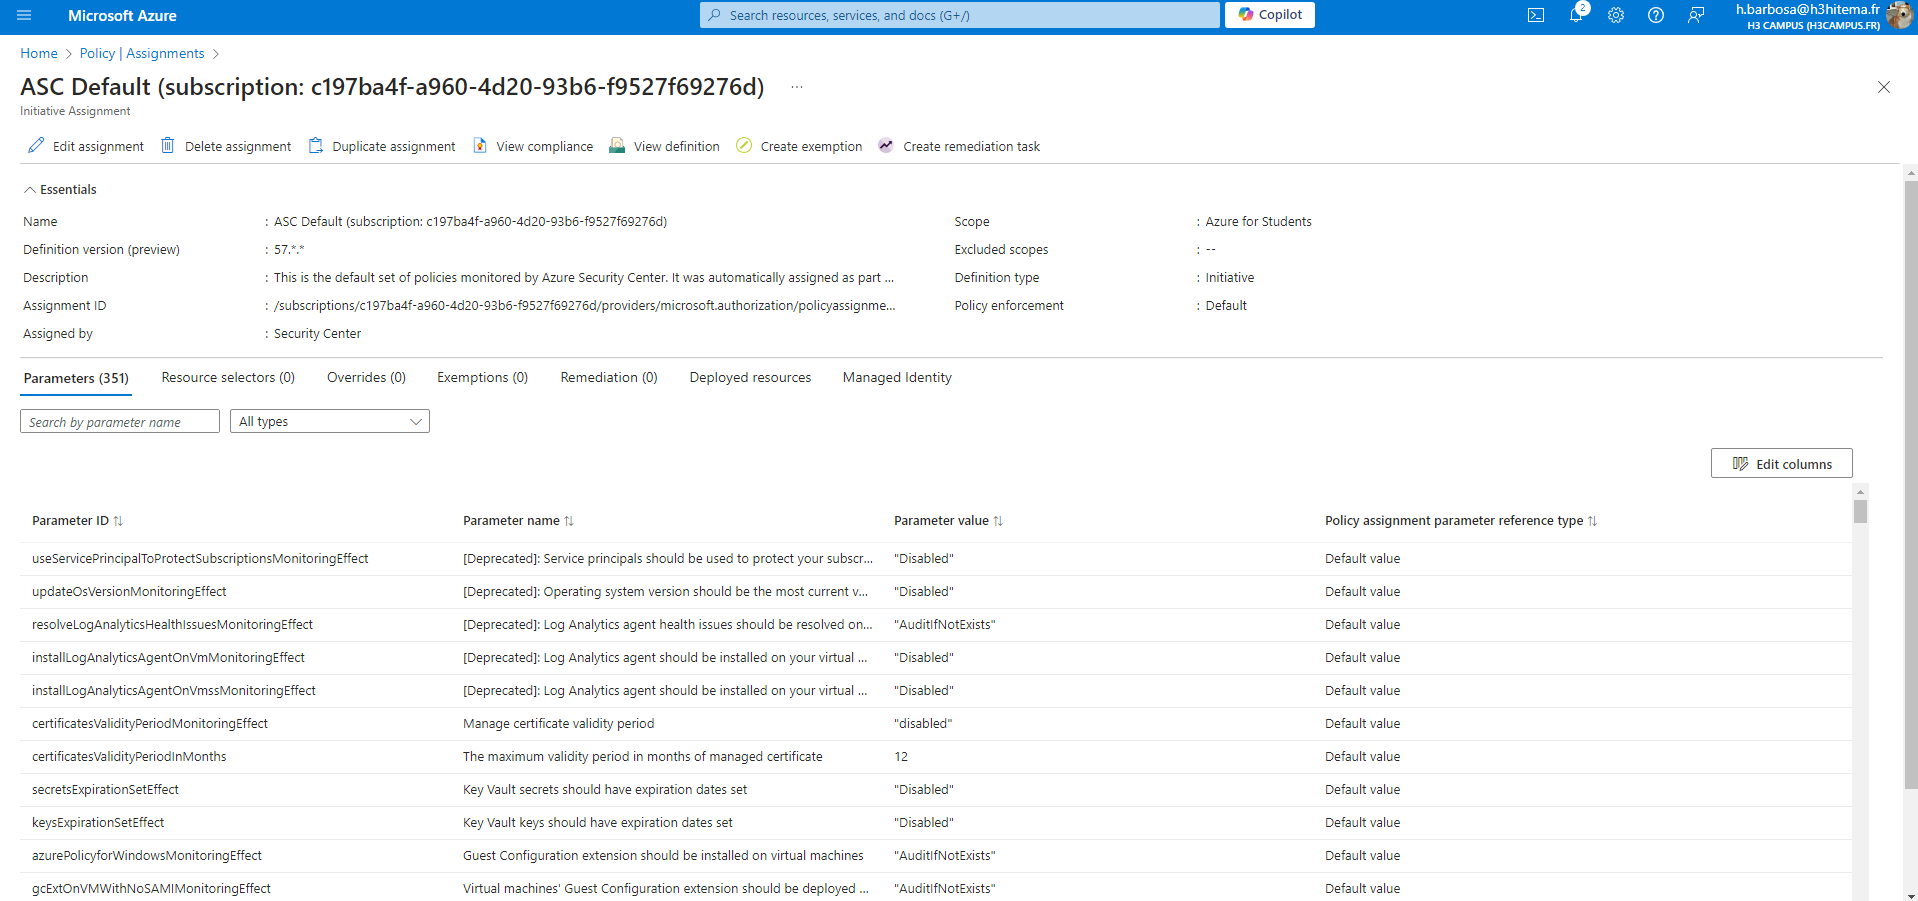 Microsoft Azure
Search resources, services, and docs (G+/)
Copilot
2
h.barbosa@h3hitema.fr
H3 CAMPUS (H3CAMPUS.FR)
Home > Policy | Assignments >
ASC Default (subscription: c197ba4f-a960-4d20-93b6-f9527f69276d) ...
Initiative Assignment
Edit assignment Delete assignment Duplicate assignment View compliance View definition Create exemption Create remediation task
Essentials
Name : ASC Default (subscription: c197ba4f-a960-4d20-93b6-f9527f69276d) Scope : Azure for Students
Definition version (preview) : 57.*.* Excluded scopes : --
Description : This is the default set of policies monitored by Azure Security Center. It was automatically assigned as part ... Definition type : Initiative
Assignment ID : /subscriptions/c197ba4f-a960-4d20-93b6-f9527f69276d/providers/microsoft.authorization/policyassignme... Policy enforcement : Default
Assigned by : Security Center
Parameters (351) Resource selectors (0) Overrides (0) Exemptions (0) Remediation (0) Deployed resources Managed Identity
Search by parameter name All types
Edit columns
Parameter ID Parameter name Parameter value Policy assignment parameter reference type
useServicePrincipalToProtectSubscriptionsMonitoringEffect [Deprecated]: Service principals should be used to protect your subscr... "Disabled" Default value
updateOsVersionMonitoringEffect [Deprecated]: Operating system version should be the most current v... "Disabled" Default value
resolveLogAnalyticsHealthIssuesMonitoringEffect [Deprecated]: Log Analytics agent health issues should be resolved on... "AuditIfNotExists" Default value
installLogAnalyticsAgentOnVmMonitoringEffect [Deprecated]: Log Analytics agent should be installed on your virtual ... "Disabled" Default value
installLogAnalyticsAgentOnVmssMonitoringEffect [Deprecated]: Log Analytics agent should be installed on your virtual ... "Disabled" Default value
certificatesValidityPeriodMonitoringEffect Manage certificate validity period "disabled" Default value
certificatesValidityPeriodInMonths The maximum validity period in months of managed certificate 12 Default value
secretsExpirationSetEffect Key Vault secrets should have expiration dates set "Disabled" Default value
keysExpirationSetEffect Key Vault keys should have expiration dates set "Disabled" Default value
azurePolicyforWindowsMonitoringEffect Guest Configuration extension should be installed on virtual machines "AuditIfNotExists" Default value
gcExtOnVMWithNoSAMIMonitoringEffect Virtual machines' Guest Configuration extension should be deployed ... "AuditIfNotExists" Default value